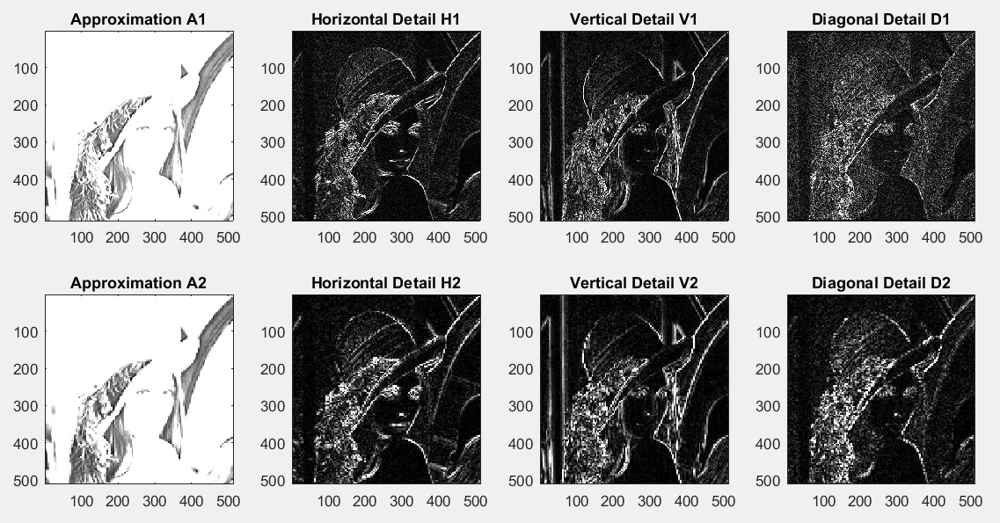 Approximation A1 Horizontal Detail H1 Vertical Detail V1 Diagonal Detail D1
100 100 100 100
200 200 200 200
300 300 300 300
400 400 400 400
500 500 500 500
100 200 300 400 500 100 200 300 400 500 100 200 300 400 500 100 200 300 400 500
Approximation A2 Horizontal Detail H2 Vertical Detail V2 Diagonal Detail D2
100 100 100 100
200 200 200 200
300 300 300 300
400 400 400 400
500 500 500 500
100 200 300 400 500 100 200 300 400 500 100 200 300 400 500 100 200 300 400 500